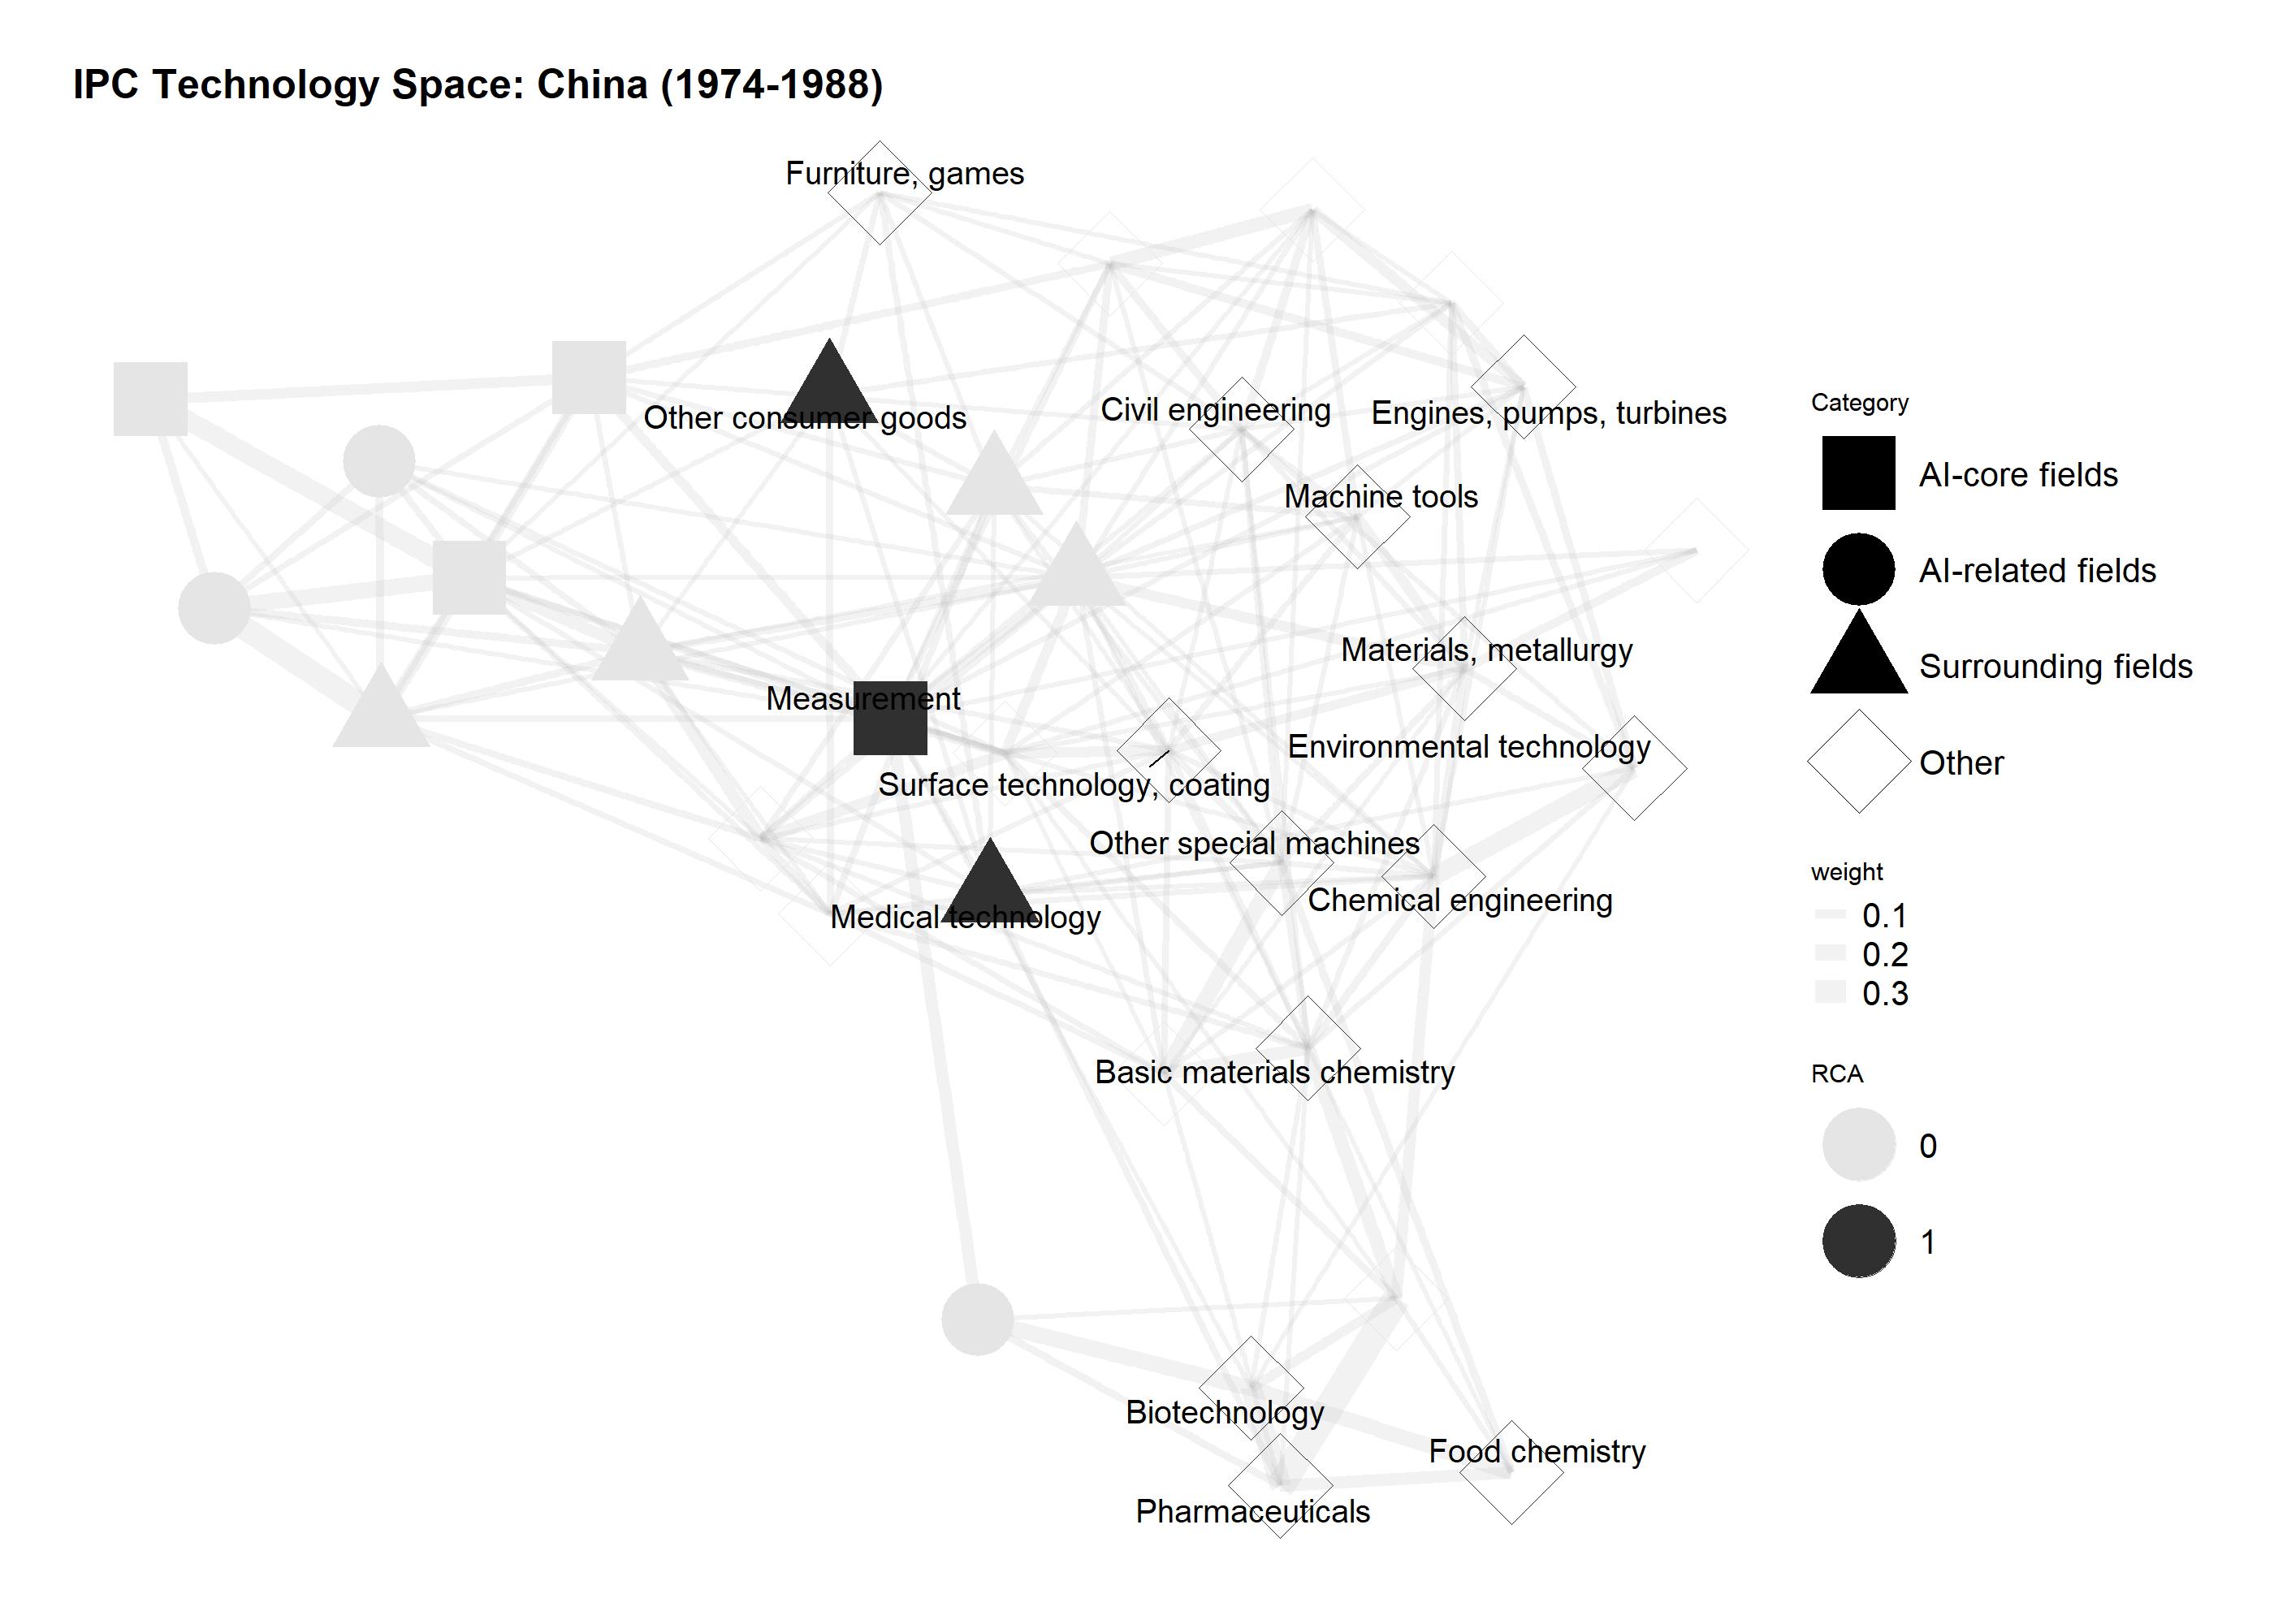 IPC Technology Space: China (1974-1988)
Furniture, games
Other consumer goods
Civil engineering
Engines, pumps, turbines
Machine tools
Materials, metallurgy
Measurement
Environmental technology
Surface technology, coating
Other special machines
Chemical engineering
Medical technology
Basic materials chemistry
Biotechnology
Food chemistry
Pharmaceuticals
Category
AI-core fields
AI-related fields
Surrounding fields
Other
weight
0.1
0.2
0.3
RCA
0
1